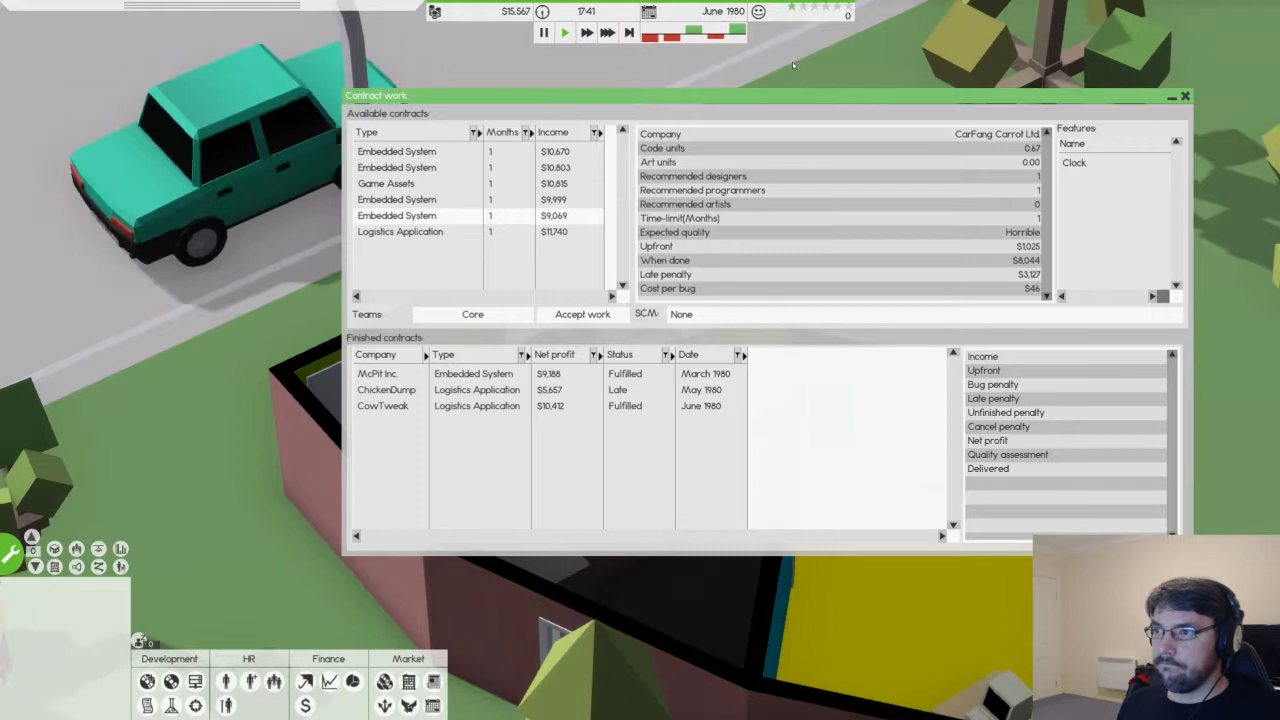 $15,567 17:41 June 1980 0
Contract work
Available contracts
Type Months Income
Embedded System 1 $10,670
Embedded System 1 $10,803
Game Assets 1 $10,815
Embedded System 1 $9,999
Embedded System 1 $9,069
Logistics Application 1 $11,740
Company CarFang Carrot Ltd.
Code units 0.67
Art units 0.00
Recommended designers 1
Recommended programmers 1
Recommended artists 0
Time-limit(Months) 1
Expected quality Horrible
Upfront $1,025
When done $8,044
Late penalty $3,127
Cost per bug $46
Features
Name
Clock
Teams: Core Accept work SCM: None
Finished contracts
Company Type Net profit Status Date
McPit Inc. Embedded System $9,188 Fulfilled March 1980
ChickenDump Logistics Application $5,657 Late May 1980
CowTweak Logistics Application $10,412 Fulfilled June 1980
Income
Upfront
Bug penalty
Late penalty
Unfinished penalty
Cancel penalty
Net profit
Quality assessment
Delivered
0
Development HR Finance Market